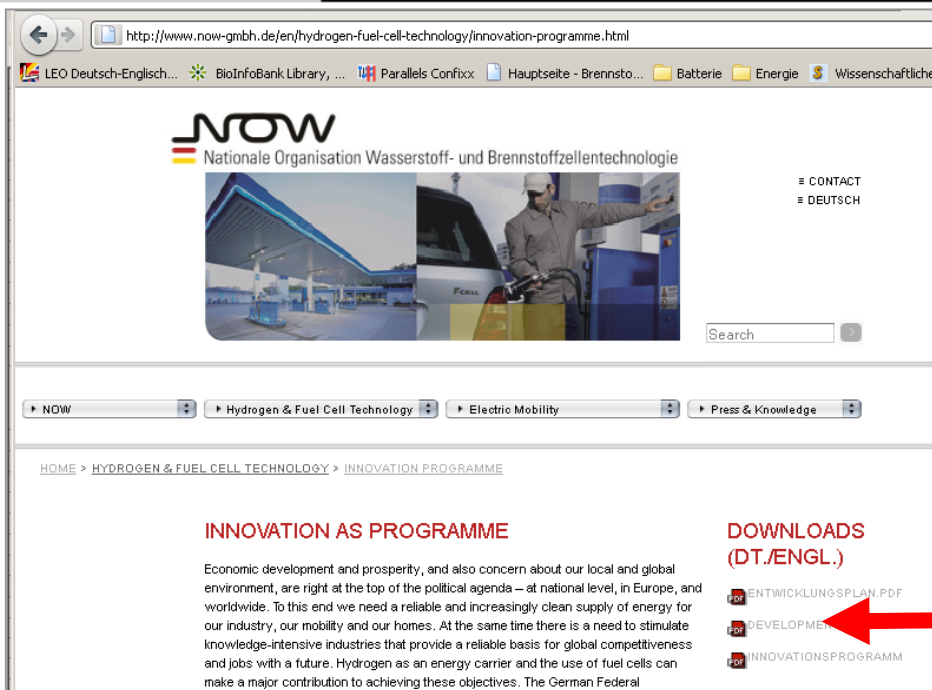 http://www.now-gmbh.de/en/hydrogen-fuel-cell-technology/innovation-programme.html
LEO Deutsch-Englisch... BioInfoBank Library, ... Parallels Confixx Hauptseite - Brennsto... Batterie Energie Wissenschaftliche
NOW
Nationale Organisation Wasserstoff- und Brennstoffzellentechnologie
CONTACT
DEUTSCH
FCELL
Search
NOW Hydrogen & Fuel Cell Technology Electric Mobility Press & Knowledge
HOME > HYDROGEN & FUEL CELL TECHNOLOGY > INNOVATION PROGRAMME
INNOVATION AS PROGRAMME
Economic development and prosperity, and also concern about our local and global
environment, are right at the top of the political agenda – at national level, in Europe, and
worldwide. To this end we need a reliable and increasingly clean supply of energy for
our industry, our mobility and our homes. At the same time there is a need to stimulate
knowledge-intensive industries that provide a reliable basis for global competitiveness
and jobs with a future. Hydrogen as an energy carrier and the use of fuel cells can
make a major contribution to achieving these objectives. The German Federal
DOWNLOADS
(DT./ENGL.)
PDF ENTWICKLUNGSPLAN.PDF
PDF DEVELOPMEN
PDF INNOVATIONSPROGRAMM